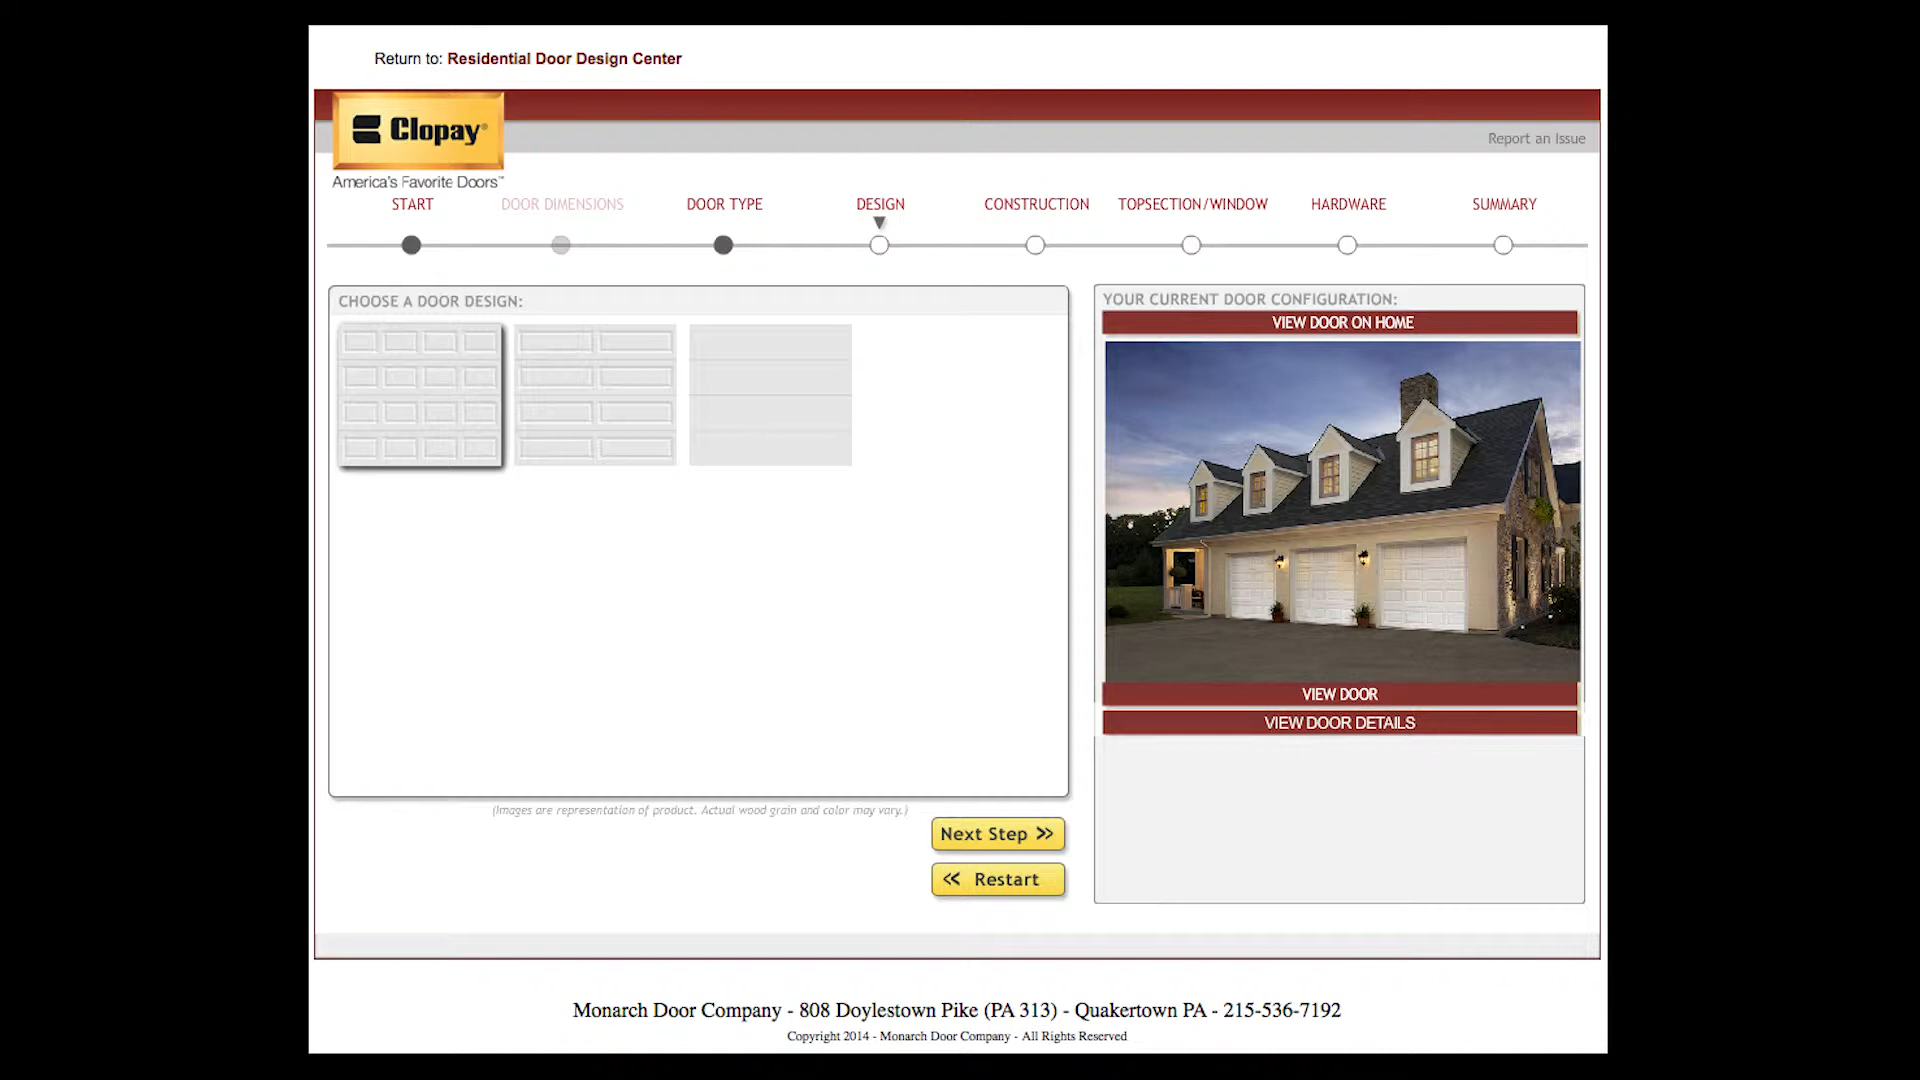 Return to: Residential Door Design Center
Clopay®
America's Favorite Doors™
Report an Issue
START
DOOR DIMENSIONS
DOOR TYPE
DESIGN
CONSTRUCTION
TOPSECTION/WINDOW
HARDWARE
SUMMARY
CHOOSE A DOOR DESIGN:
YOUR CURRENT DOOR CONFIGURATION:
VIEW DOOR ON HOME
VIEW DOOR
VIEW DOOR DETAILS
(Images are representation of product. Actual wood grain and color may vary.)
Next Step >>
<< Restart
Monarch Door Company - 808 Doylestown Pike (PA 313) - Quakertown PA - 215-536-7192
Copyright 2014 - Monarch Door Company - All Rights Reserved